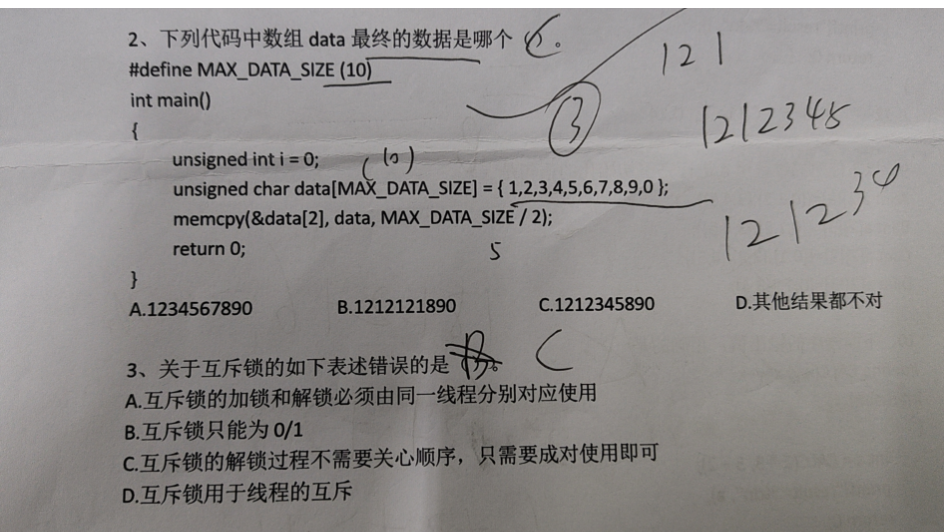 2、下列代码中数组 data 最终的数据是哪个 C。
#define MAX_DATA_SIZE (10)
int main()
{
unsigned int i = 0;
(10)
unsigned char data[MAX_DATA_SIZE] = { 1,2,3,4,5,6,7,8,9,0 };
memcpy(&data[2], data, MAX_DATA_SIZE / 2);
return 0;
5
}
A.1234567890 B.1212121890 C.1212345890 D.其他结果都不对
3、关于互斥锁的如下表述错误的是 C
A.互斥锁的加锁和解锁必须由同一线程分别对应使用
B.互斥锁只能为 0/1
C.互斥锁的解锁过程不需要关心顺序，只需要成对使用即可
D.互斥锁用于线程的互斥
121
3
1212345